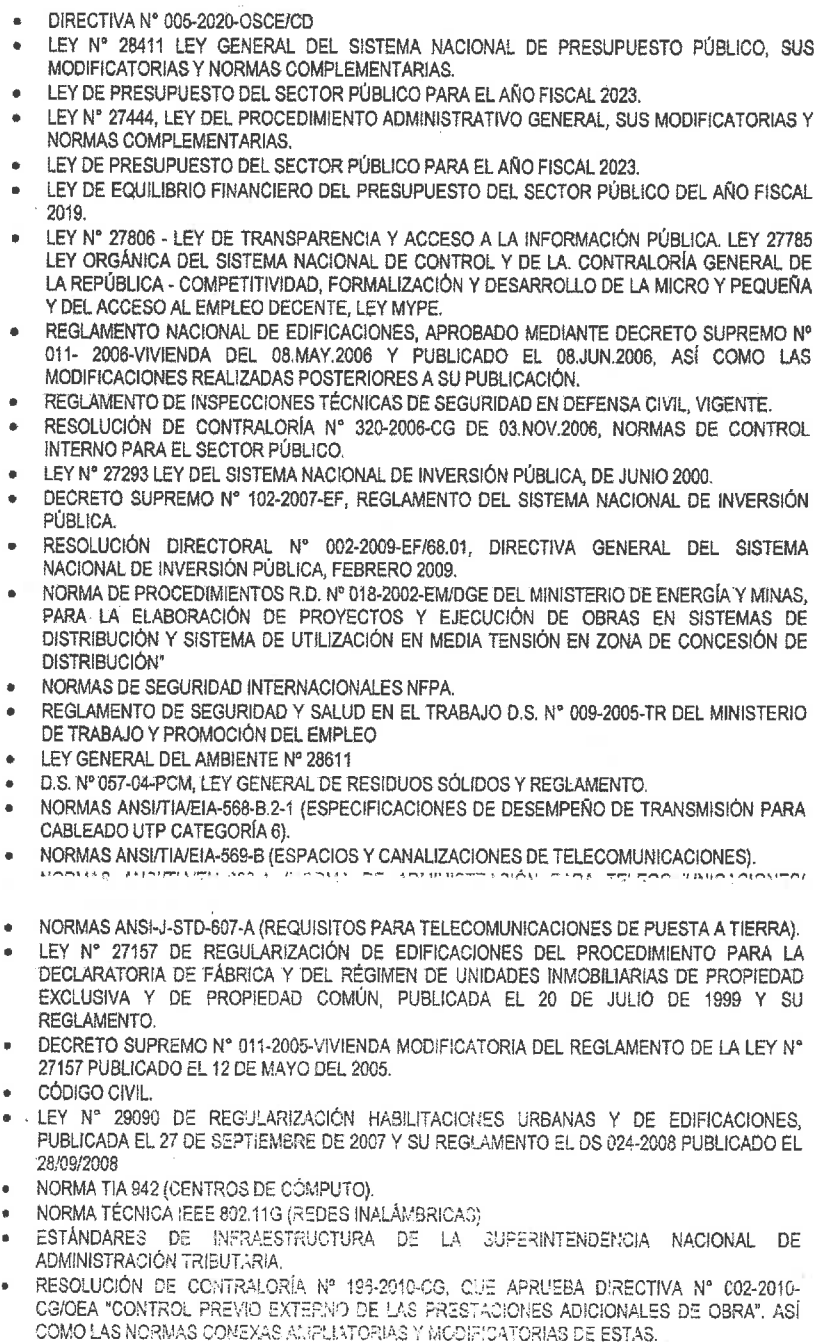 • DIRECTIVA N° 005-2020-OSCE/CD
• LEY N° 28411 LEY GENERAL DEL SISTEMA NACIONAL DE PRESUPUESTO PÚBLICO, SUS
MODIFICATORIAS Y NORMAS COMPLEMENTARIAS.
• LEY DE PRESUPUESTO DEL SECTOR PÚBLICO PARA EL AÑO FISCAL 2023.
• LEY N° 27444, LEY DEL PROCEDIMIENTO ADMINISTRATIVO GENERAL, SUS MODIFICATORIAS Y
NORMAS COMPLEMENTARIAS.
• LEY DE PRESUPUESTO DEL SECTOR PÚBLICO PARA EL AÑO FISCAL 2023.
• LEY DE EQUILIBRIO FINANCIERO DEL PRESUPUESTO DEL SECTOR PÚBLICO DEL AÑO FISCAL
2019.
• LEY N° 27806 - LEY DE TRANSPARENCIA Y ACCESO A LA INFORMACIÓN PÚBLICA. LEY 27785
LEY ORGÁNICA DEL SISTEMA NACIONAL DE CONTROL Y DE LA. CONTRALORÍA GENERAL DE
LA REPÚBLICA - COMPETITIVIDAD, FORMALIZACIÓN Y DESARROLLO DE LA MICRO Y PEQUEÑA
Y DEL ACCESO AL EMPLEO DECENTE, LEY MYPE.
• REGLAMENTO NACIONAL DE EDIFICACIONES, APROBADO MEDIANTE DECRETO SUPREMO Nº
011- 2006-VIVIENDA DEL 08.MAY.2006 Y PUBLICADO EL 08.JUN.2006, ASÍ COMO LAS
MODIFICACIONES REALIZADAS POSTERIORES A SU PUBLICACIÓN.
• REGLAMENTO DE INSPECCIONES TÉCNICAS DE SEGURIDAD EN DEFENSA CIVIL, VIGENTE.
• RESOLUCIÓN DE CONTRALORÍA N° 320-2006-CG DE 03.NOV.2006, NORMAS DE CONTROL
INTERNO PARA EL SECTOR PÚBLICO.
• LEY N° 27293 LEY DEL SISTEMA NACIONAL DE INVERSIÓN PÚBLICA, DE JUNIO 2000.
• DECRETO SUPREMO N° 102-2007-EF, REGLAMENTO DEL SISTEMA NACIONAL DE INVERSIÓN
PÚBLICA.
• RESOLUCIÓN DIRECTORAL N° 002-2009-EF/68.01, DIRECTIVA GENERAL DEL SISTEMA
NACIONAL DE INVERSIÓN PÚBLICA, FEBRERO 2009.
• NORMA DE PROCEDIMIENTOS R.D. Nº 018-2002-EM/DGE DEL MINISTERIO DE ENERGÍA Y MINAS,
PARA LA ELABORACIÓN DE PROYECTOS Y EJECUCIÓN DE OBRAS EN SISTEMAS DE
DISTRIBUCIÓN Y SISTEMA DE UTILIZACIÓN EN MEDIA TENSIÓN EN ZONA DE CONCESIÓN DE
DISTRIBUCIÓN"
• NORMAS DE SEGURIDAD INTERNACIONALES NFPA.
• REGLAMENTO DE SEGURIDAD Y SALUD EN EL TRABAJO D.S. N° 009-2005-TR DEL MINISTERIO
DE TRABAJO Y PROMOCIÓN DEL EMPLEO
• LEY GENERAL DEL AMBIENTE Nº 28611
• D.S. Nº 057-04-PCM, LEY GENERAL DE RESIDUOS SÓLIDOS Y REGLAMENTO.
• NORMAS ANSI/TIA/EIA-568-B.2-1 (ESPECIFICACIONES DE DESEMPEÑO DE TRANSMISIÓN PARA
CABLEADO UTP CATEGORÍA 6).
• NORMAS ANSI/TIA/EIA-569-B (ESPACIOS Y CANALIZACIONES DE TELECOMUNICACIONES).
• NORMAS ANSI-J-STD-607-A (REQUISITOS PARA TELECOMUNICACIONES DE PUESTA A TIERRA).
• LEY N° 27157 DE REGULARIZACIÓN DE EDIFICACIONES DEL PROCEDIMIENTO PARA LA
DECLARATORIA DE FÁBRICA Y DEL RÉGIMEN DE UNIDADES INMOBILIARIAS DE PROPIEDAD
EXCLUSIVA Y DE PROPIEDAD COMÚN, PUBLICADA EL 20 DE JULIO DE 1999 Y SU
REGLAMENTO.
• DECRETO SUPREMO N° 011-2005-VIVIENDA MODIFICATORIA DEL REGLAMENTO DE LA LEY N°
27157 PUBLICADO EL 12 DE MAYO DEL 2005.
• CÓDIGO CIVIL.
• LEY N° 29090 DE REGULARIZACIÓN HABILITACIONES URBANAS Y DE EDIFICACIONES,
PUBLICADA EL 27 DE SEPTIEMBRE DE 2007 Y SU REGLAMENTO EL DS 024-2008 PUBLICADO EL
28/09/2008
• NORMA TIA 942 (CENTROS DE CÓMPUTO).
• NORMA TÉCNICA IEEE 802.11G (REDES INALÁMBRICAS)
• ESTÁNDARES DE INFRAESTRUCTURA DE LA SUPERINTENDENCIA NACIONAL DE
ADMINISTRACIÓN TRIBUTARIA.
• RESOLUCIÓN DE CONTRALORÍA N° 196-2010-CG, QUE APRUEBA DIRECTIVA N° 002-2010-
CG/OEA "CONTROL PREVIO EXTERNO DE LAS PRESTACIONES ADICIONALES DE OBRA". ASÍ
COMO LAS NORMAS CONEXAS AMPLIATORIAS Y MODIFICATORIAS DE ESTAS.